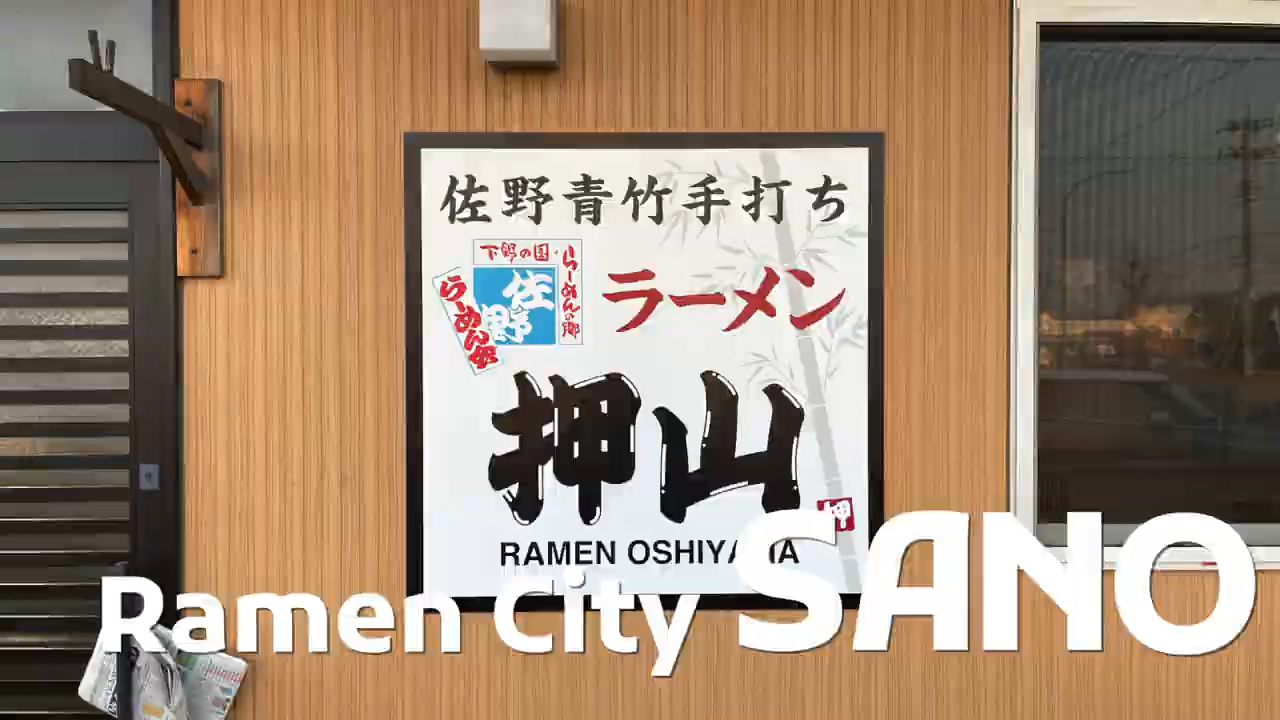 佐野青竹手打ち
下野の国・らーめんの郷
佐野
らーめん会
ラーメン
押山
押
RAMEN OSHIYAMA
Ramen City SANO